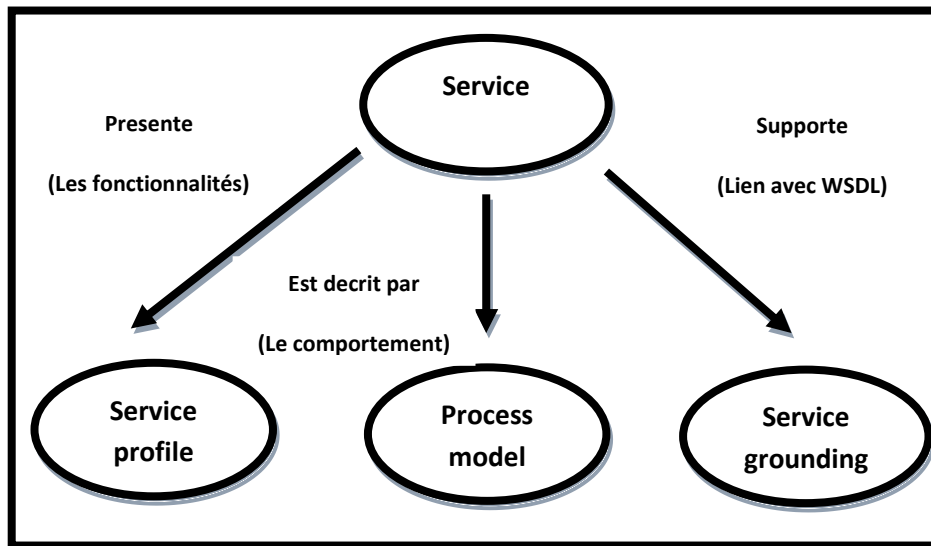 Service
Presente
(Les fonctionnalités)
Supporte
(Lien avec WSDL)
Est decrit par
(Le comportement)
Service
profile
Process
model
Service
grounding